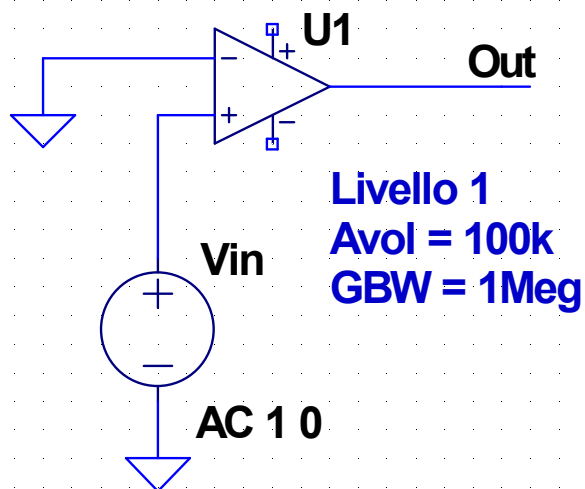 U1
Out
Livello 1
Avol = 100k
GBW = 1Meg
Vin
AC 1 0